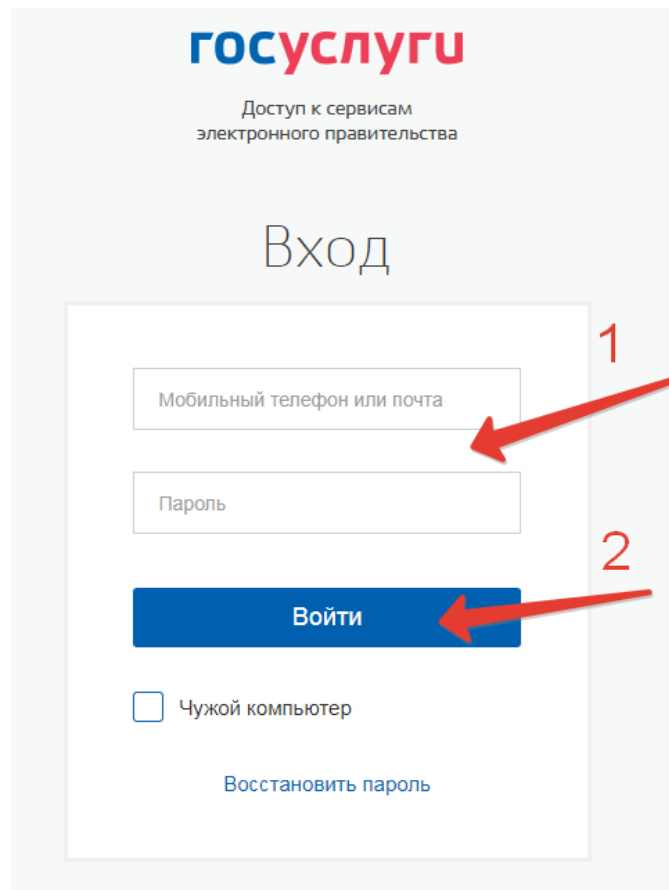 госуслуги
Доступ к сервисам
электронного правительства
Вход
1
Мобильный телефон или почта
Пароль
2
Войти
Чужой компьютер
Восстановить пароль